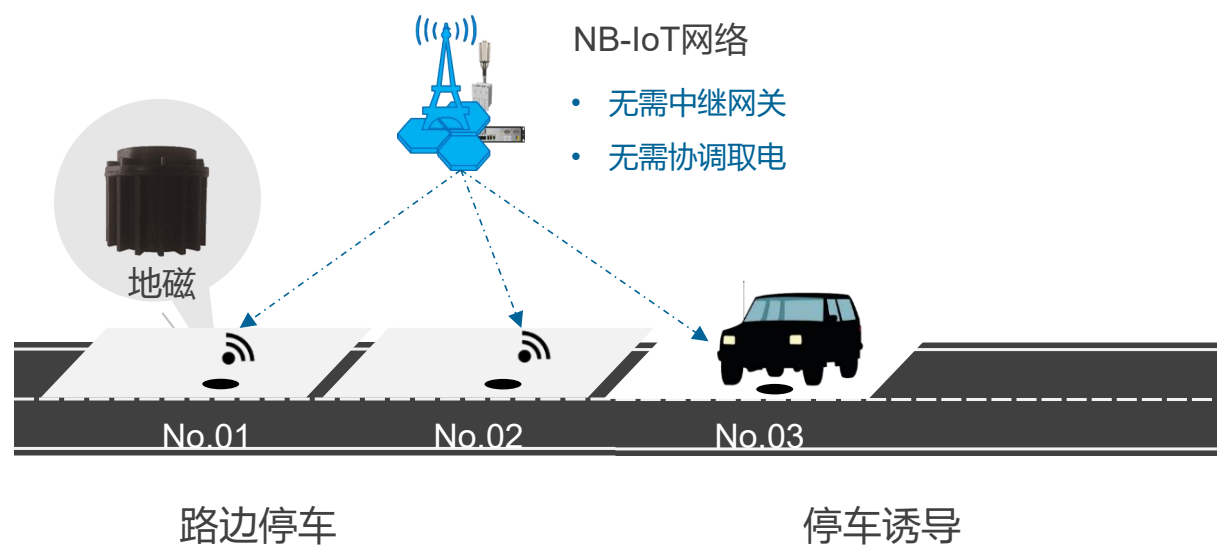 NB-IoT网络
• 无需中继网关
• 无需协调取电
地磁
No.01
No.02
No.03
路边停车
停车诱导